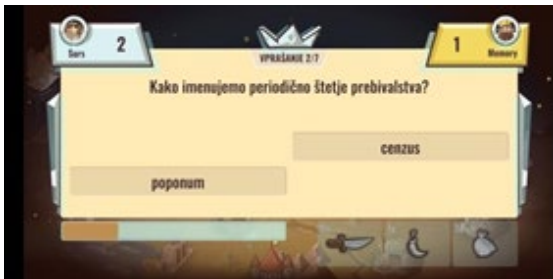 2
1
Sars
Memory
VPRAŠANJE 2/7
Kako imenujemo periodično štetje prebivalstva?
cenzus
poponum